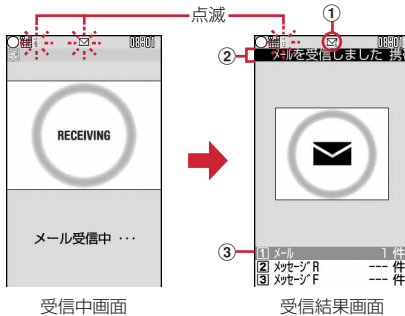 点滅
①
08:01
08:01
②
メールを受信しました 携
RECEIVING
メール受信中 ･･･
③
1 メール 1 件
2 メッセージR --- 件
3 メッセージF --- 件
受信中画面
受信結果画面